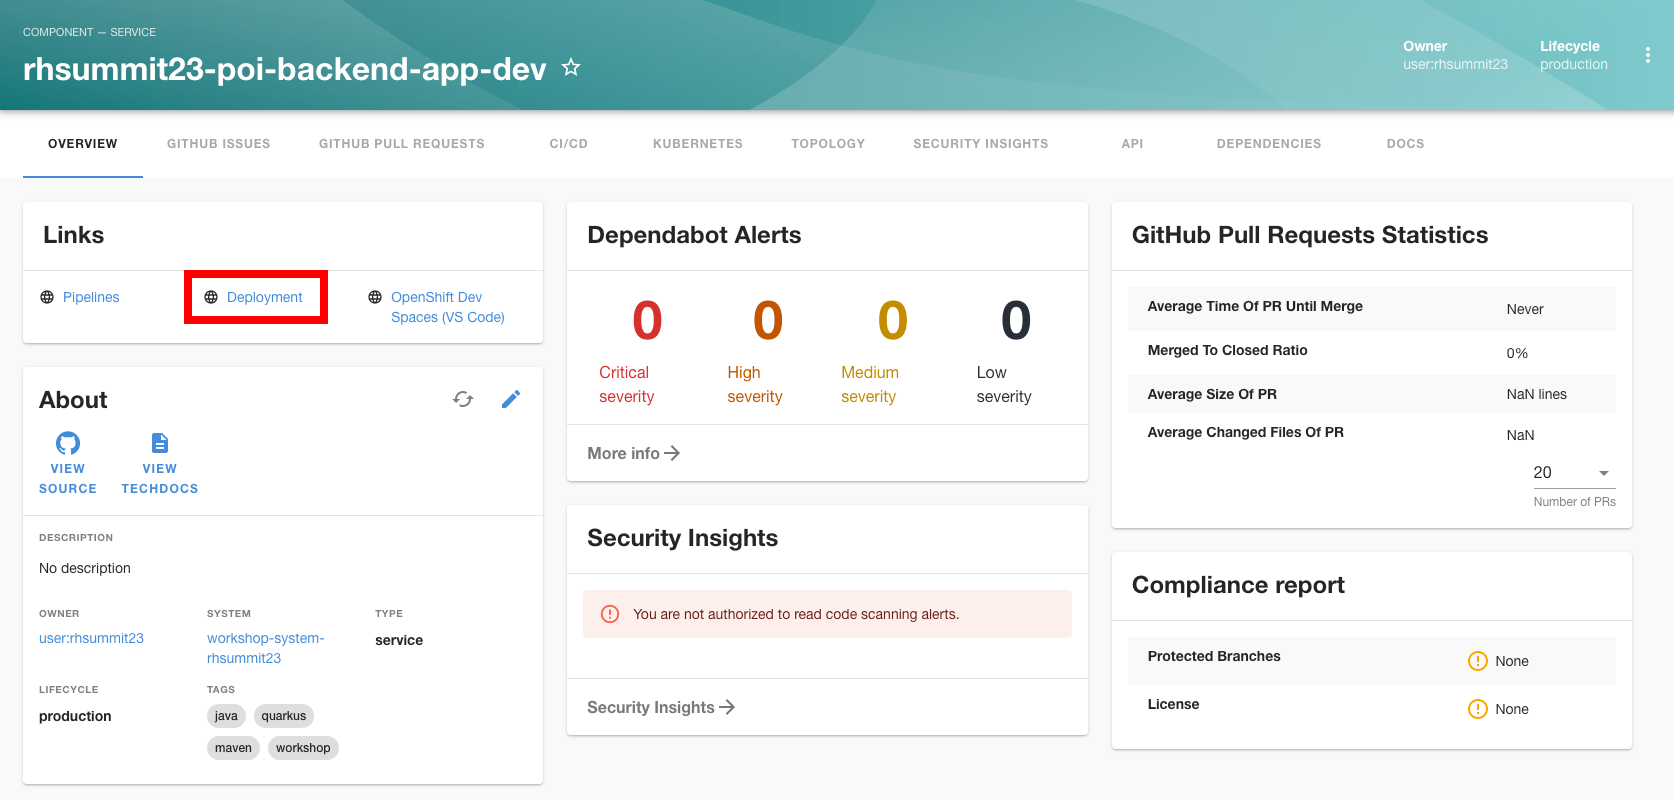 COMPONENT — SERVICE
rhsummit23-poi-backend-app-dev
Owner
user:rhsummit23
Lifecycle
production
OVERVIEW
GITHUB ISSUES
GITHUB PULL REQUESTS
CI/CD
KUBERNETES
TOPOLOGY
SECURITY INSIGHTS
API
DEPENDENCIES
DOCS
Links
Pipelines
Deployment
OpenShift Dev
Spaces (VS Code)
About
VIEW
SOURCE
VIEW
TECHDOCS
DESCRIPTION
No description
OWNER
user:rhsummit23
SYSTEM
workshop-system-
rhsummit23
TYPE
service
LIFECYCLE
production
TAGS
java
quarkus
maven
workshop
Dependabot Alerts
0
Critical
severity
0
High
severity
0
Medium
severity
0
Low
severity
More info
Security Insights
You are not authorized to read code scanning alerts.
Security Insights
GitHub Pull Requests Statistics
Average Time Of PR Until Merge
Never
Merged To Closed Ratio
0%
Average Size Of PR
NaN lines
Average Changed Files Of PR
NaN
20
Number of PRs
Compliance report
Protected Branches
None
License
None